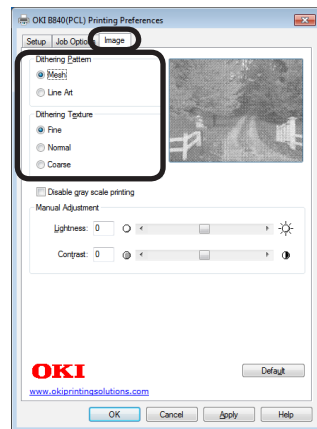 OKI B840(PCL) Printing Preferences
Setup Job Options Image
Dithering Pattern
Mesh
Line Art
Dithering Texture
Fine
Normal
Coarse
Disable gray scale printing
Manual Adjustment
Lightness: 0
Contrast: 0
OKI
Default
www.okiprintingsolutions.com
OK Cancel Apply Help